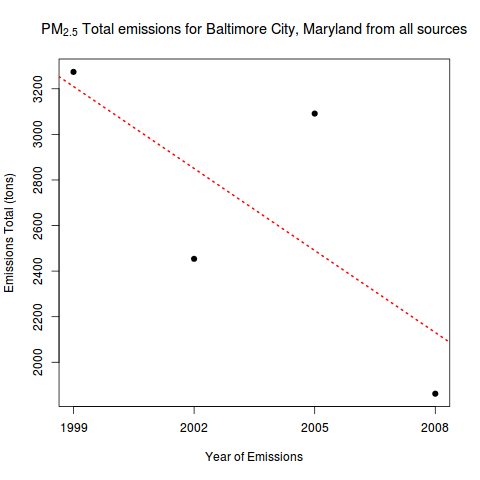 PM2.5 Total emissions for Baltimore City, Maryland from all sources
Emissions Total (tons)
3200
3000
2800
2600
2400
2200
2000
1999 2002 2005 2008
Year of Emissions